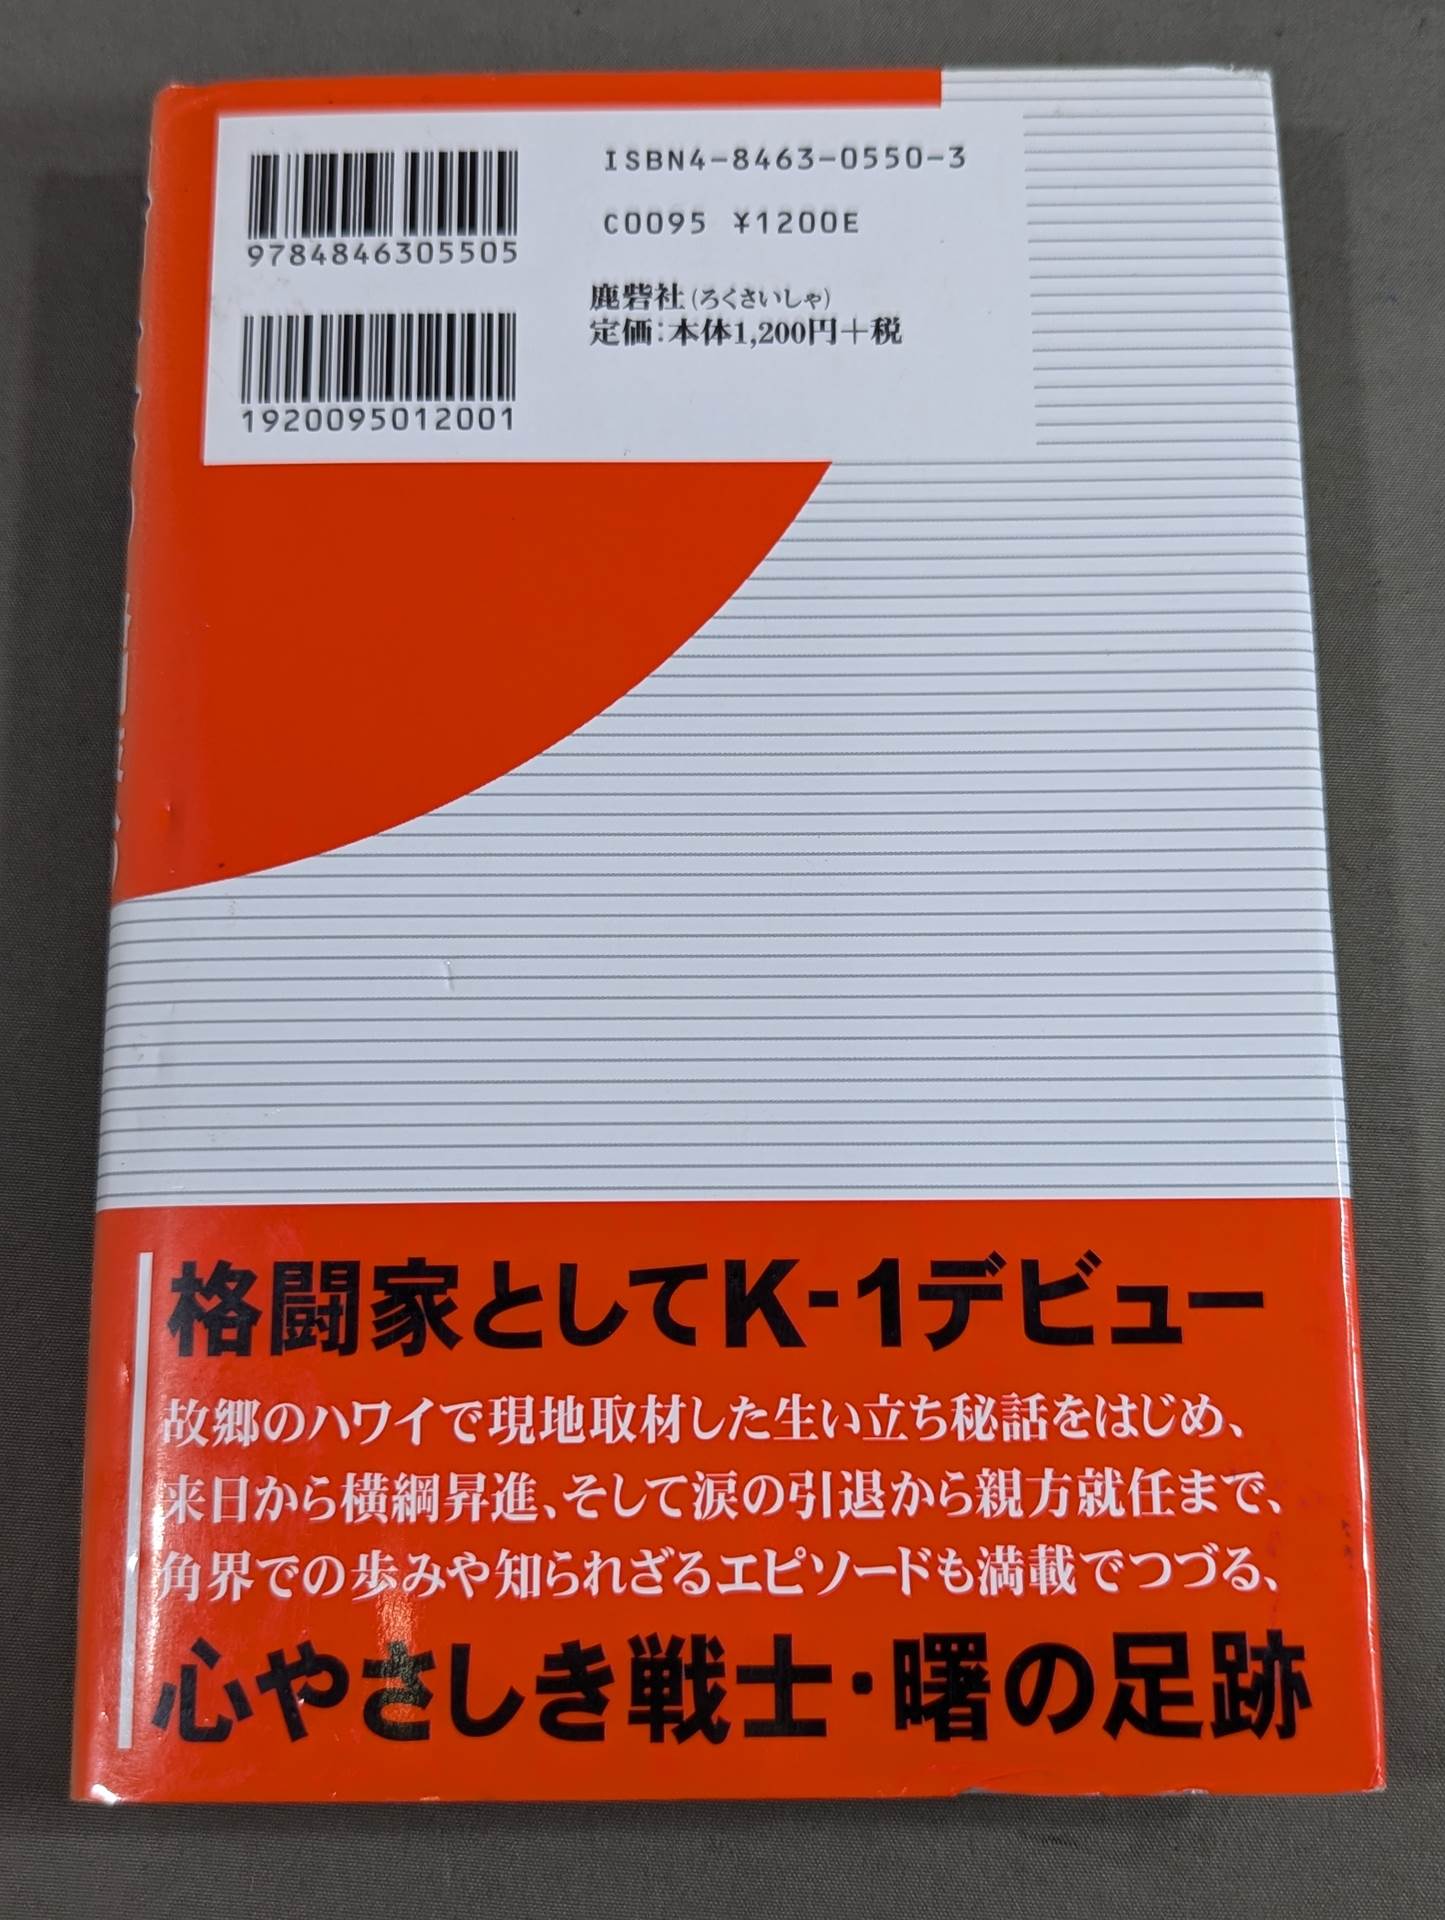 ISBN4-8463-0550-3
C0095 ¥1200E
9784846305505
鹿砦社(ろくさいしゃ)
定価:本体1,200円+税
1920095012001
格闘家としてK-1デビュー
故郷のハワイで現地取材した生い立ち秘話をはじめ、
来日から横綱昇進、そして涙の引退から親方就任まで、
角界での歩みや知られざるエピソードも満載でつづる、
心やさしき戦士・曙の足跡